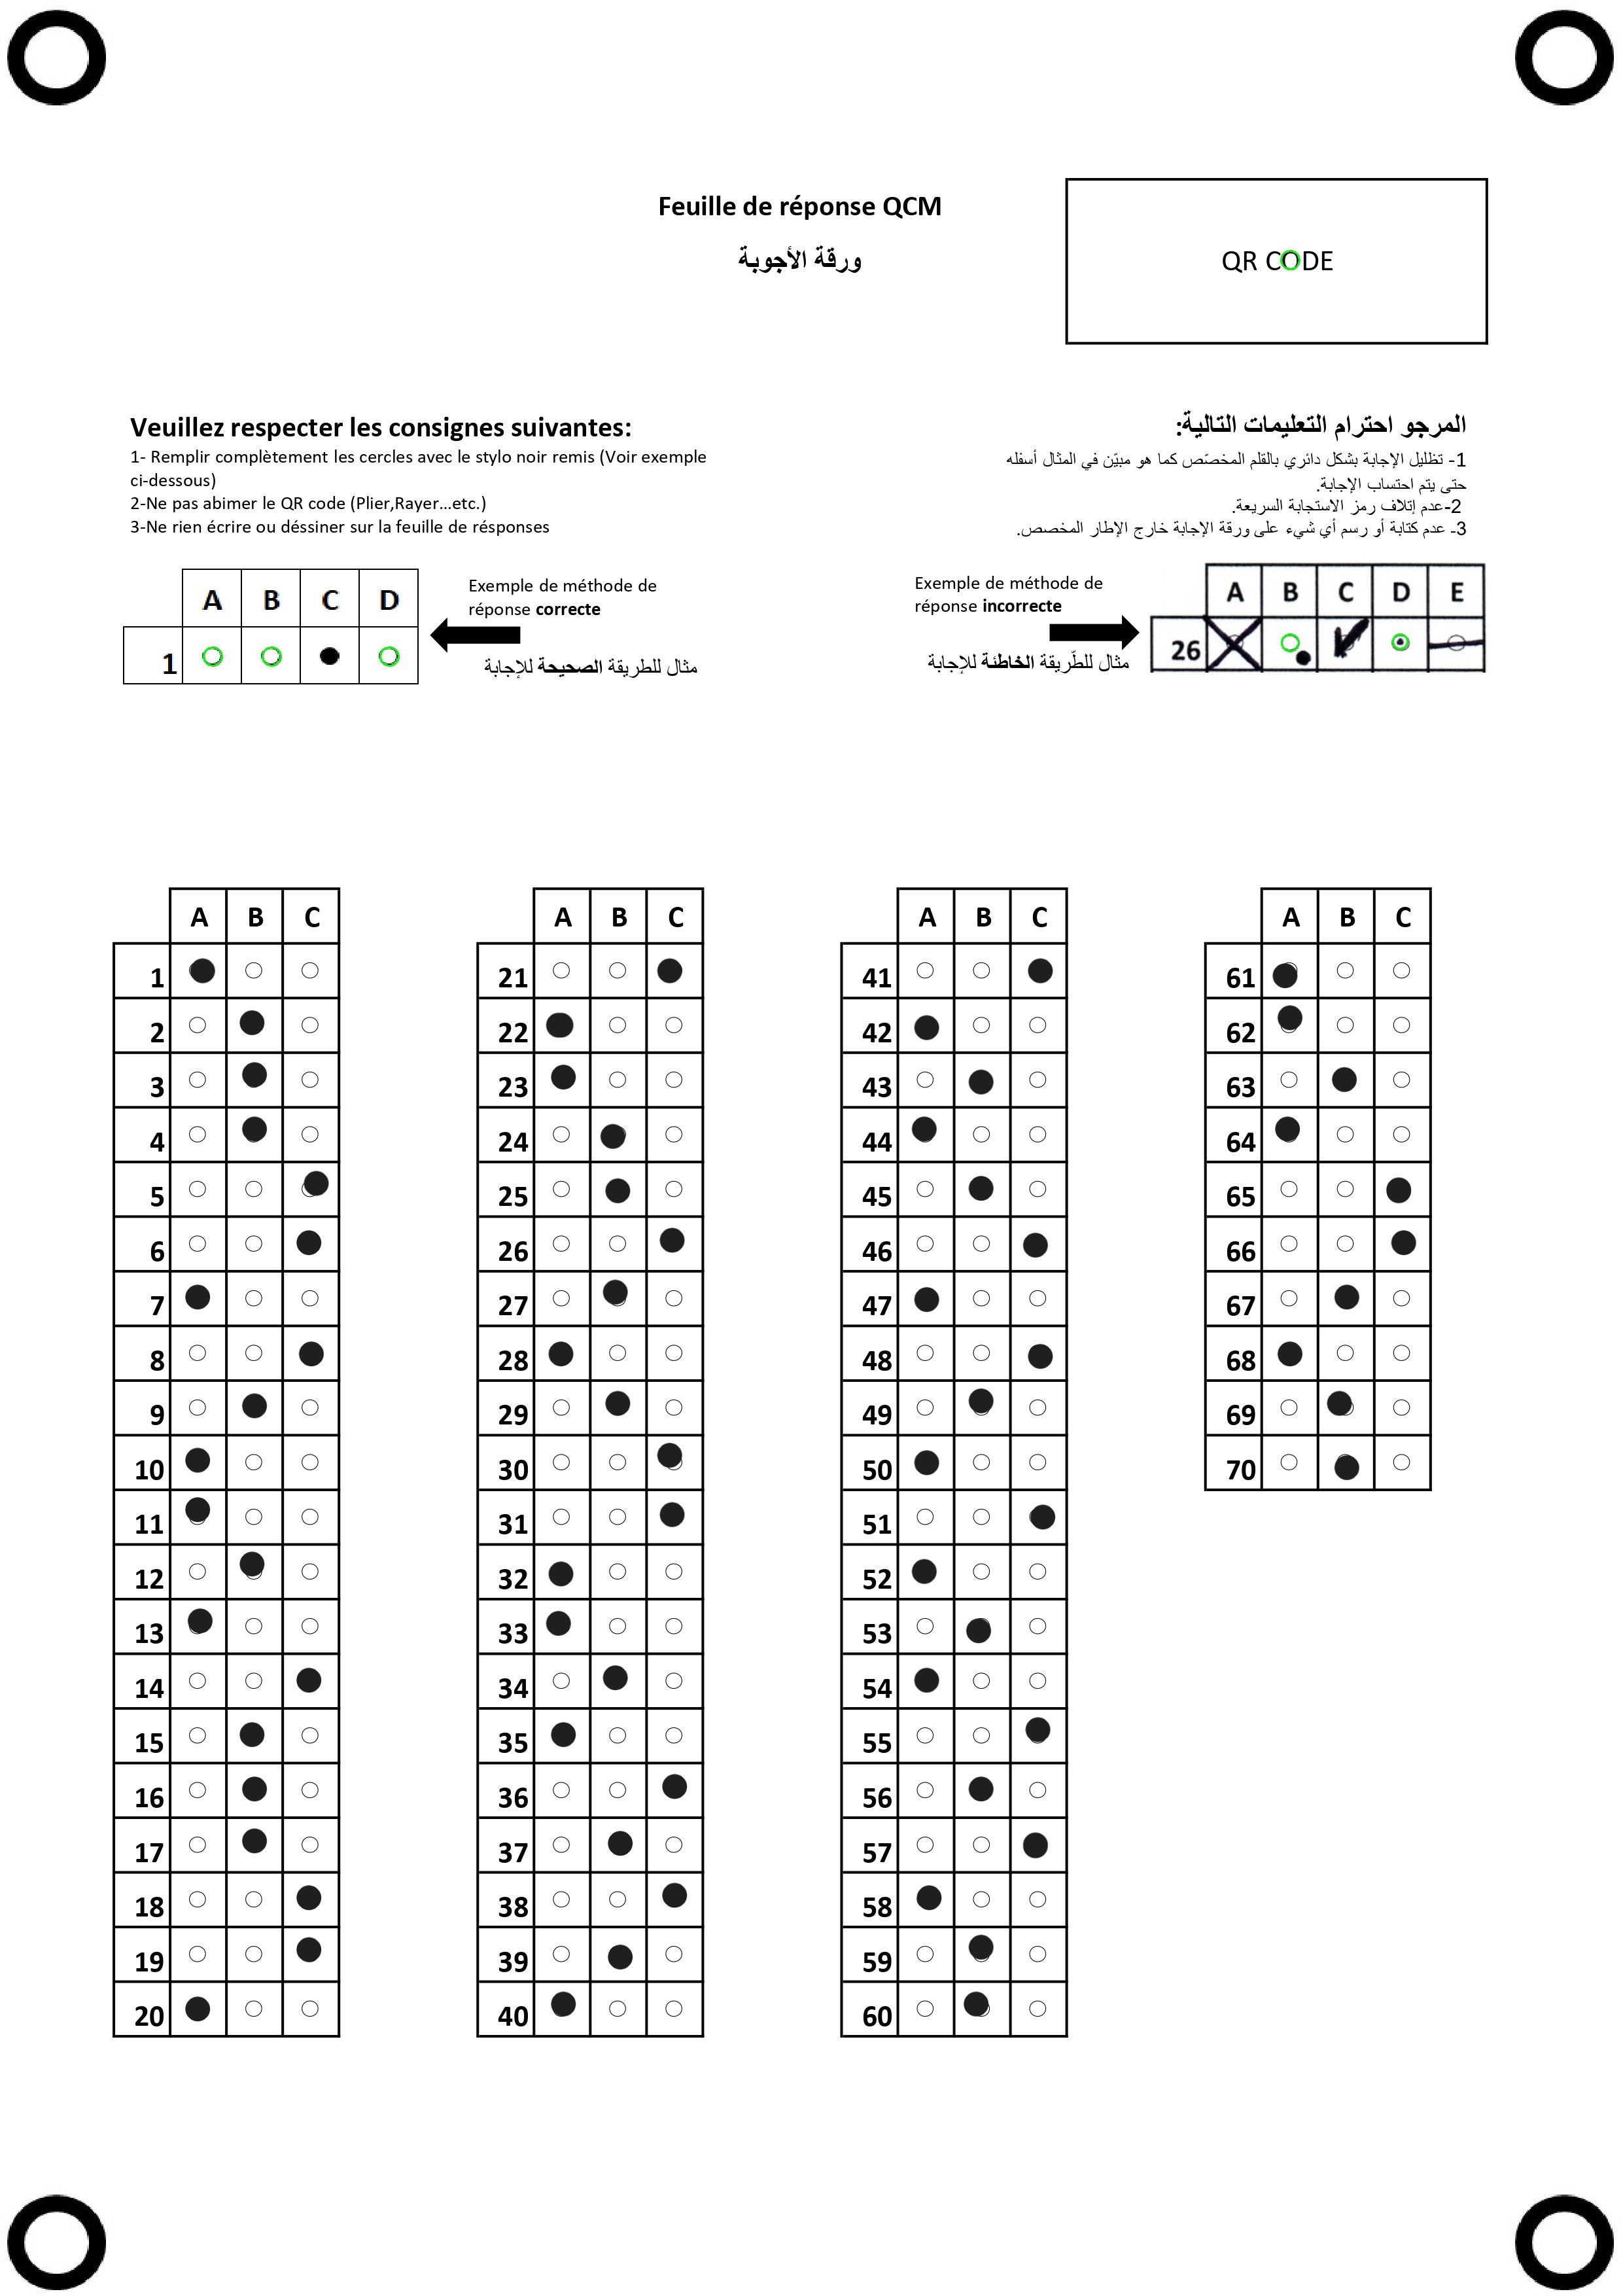 Feuille de réponse QCM
ورقة الأجوبة
QR CODE
Veuillez respecter les consignes suivantes:
1- Remplir complètement les cercles avec le stylo noir remis (Voir exemple
ci-dessous)
2-Ne pas abimer le QR code (Plier,Rayer...etc.)
3-Ne rien écrire ou déssiner sur la feuille de résponses
المرجو احترام التعليمات التالية:
1- تظليل الإجابة بشكل دائري بالقلم المخصّص كما هو مبيّن في المثال أسفله
حتى يتم احتساب الإجابة.
2-عدم إتلاف رمز الاستجابة السريعة.
3- عدم كتابة أو رسم أي شيء على ورقة الإجابة خارج الإطار المخصص.
A B C D
1
Exemple de méthode de
réponse correcte
مثال للطريقة الصحيحة للإجابة
Exemple de méthode de
réponse incorrecte
مثال للطّريقة الخاطئة للإجابة
A B C D E
26
A B C
1
2
3
4
5
6
7
8
9
10
11
12
13
14
15
16
17
18
19
20
A B C
21
22
23
24
25
26
27
28
29
30
31
32
33
34
35
36
37
38
39
40
A B C
41
42
43
44
45
46
47
48
49
50
51
52
53
54
55
56
57
58
59
60
A B C
61
62
63
64
65
66
67
68
69
70